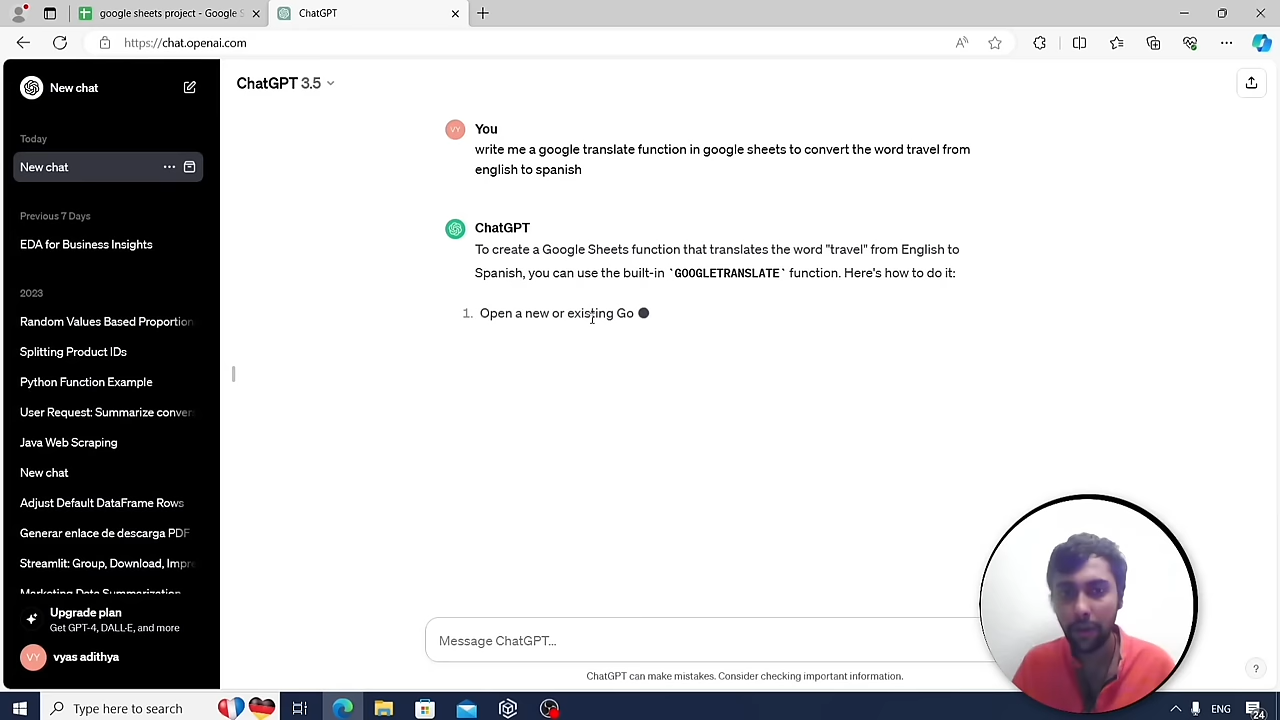 google sheets project - Google S
ChatGPT
https://chat.openai.com
New chat
ChatGPT 3.5
Today
New chat
Previous 7 Days
EDA for Business Insights
2023
Random Values Based Proportion
Splitting Product IDs
Python Function Example
User Request: Summarize conver
Java Web Scraping
New chat
Adjust Default DataFrame Rows
Generar enlace de descarga PDF
Streamlit: Group, Download, Impr
Marketing Data Summarization
Upgrade plan
Get GPT-4, DALL·E, and more
VY
vyas adithya
VY
You
write me a google translate function in google sheets to convert the word travel from
english to spanish
ChatGPT
To create a Google Sheets function that translates the word "travel" from English to
Spanish, you can use the built-in `GOOGLETRANSLATE` function. Here's how to do it:
1. Open a new or existing Go
Message ChatGPT...
ChatGPT can make mistakes. Consider checking important information.
?
Type here to search
ENG
24